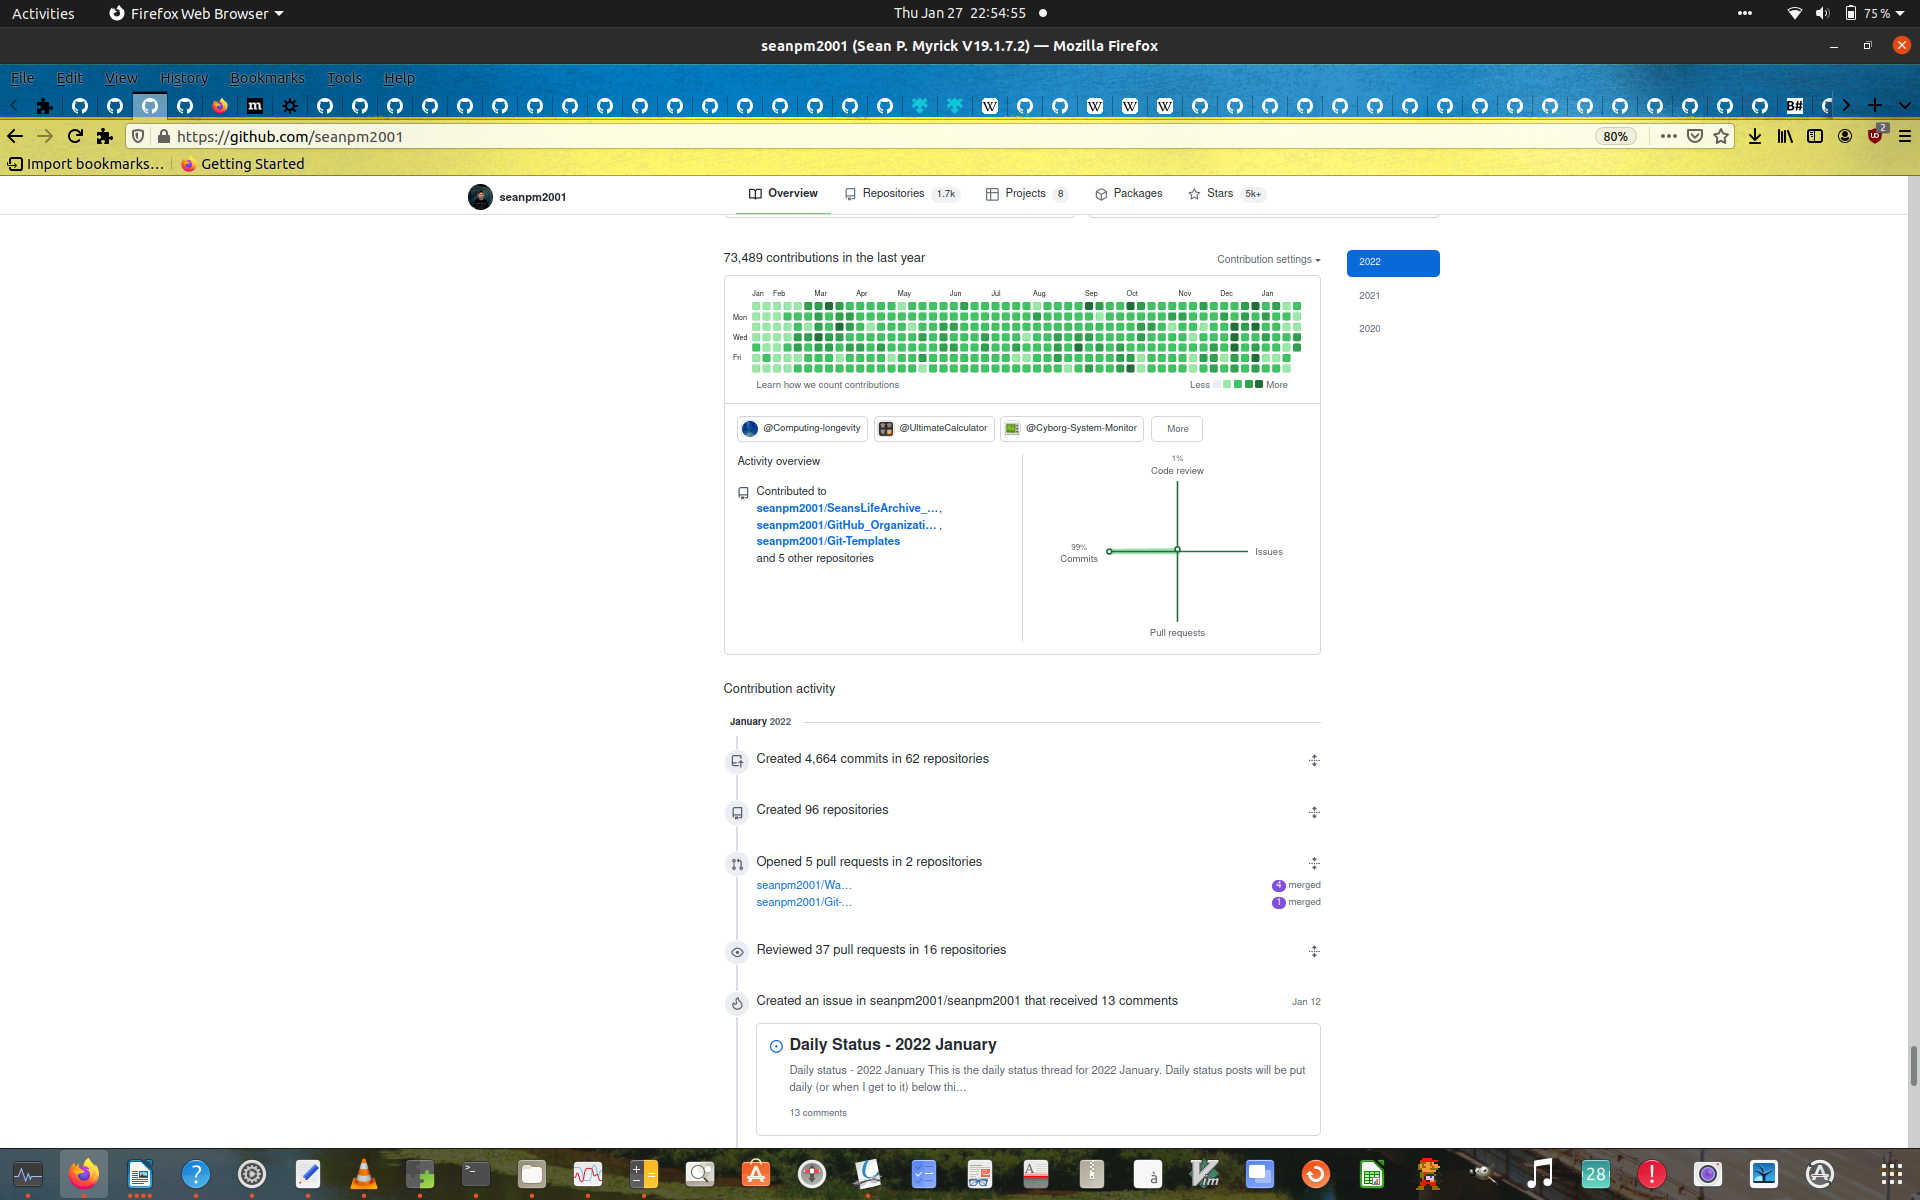 Activities
Firefox Web Browser
Thu Jan 27 22:54:55
75 %
seanpm2001 (Sean P. Myrick V19.1.7.2) — Mozilla Firefox
File Edit View History Bookmarks Tools Help
m
W
W W W
B#
https://github.com/seanpm2001
80%
2
Import bookmarks...
Getting Started
seanpm2001
Overview
Repositories 1.7k
Projects 8
Packages
Stars 5k+
73,489 contributions in the last year
Contribution settings
2022
2021
2020
Jan Feb Mar Apr May Jun Jul Aug Sep Oct Nov Dec Jan
Mon
Wed
Fri
Learn how we count contributions
Less More
@Computing-longevity
@UltimateCalculator
@Cyborg-System-Monitor
More
Activity overview
Contributed to
seanpm2001/SeansLifeArchive_...,
seanpm2001/GitHub_Organizati... ,
seanpm2001/Git-Templates
and 5 other repositories
1%
Code review
99%
Commits
Issues
Pull requests
Contribution activity
January 2022
Created 4,664 commits in 62 repositories
Created 96 repositories
Opened 5 pull requests in 2 repositories
seanpm2001/Wa...
4 merged
seanpm2001/Git-...
1 merged
Reviewed 37 pull requests in 16 repositories
Created an issue in seanpm2001/seanpm2001 that received 13 comments
Jan 12
Daily Status - 2022 January
Daily status - 2022 January This is the daily status thread for 2022 January. Daily status posts will be put
daily (or when I get to it) below thi...
13 comments
28